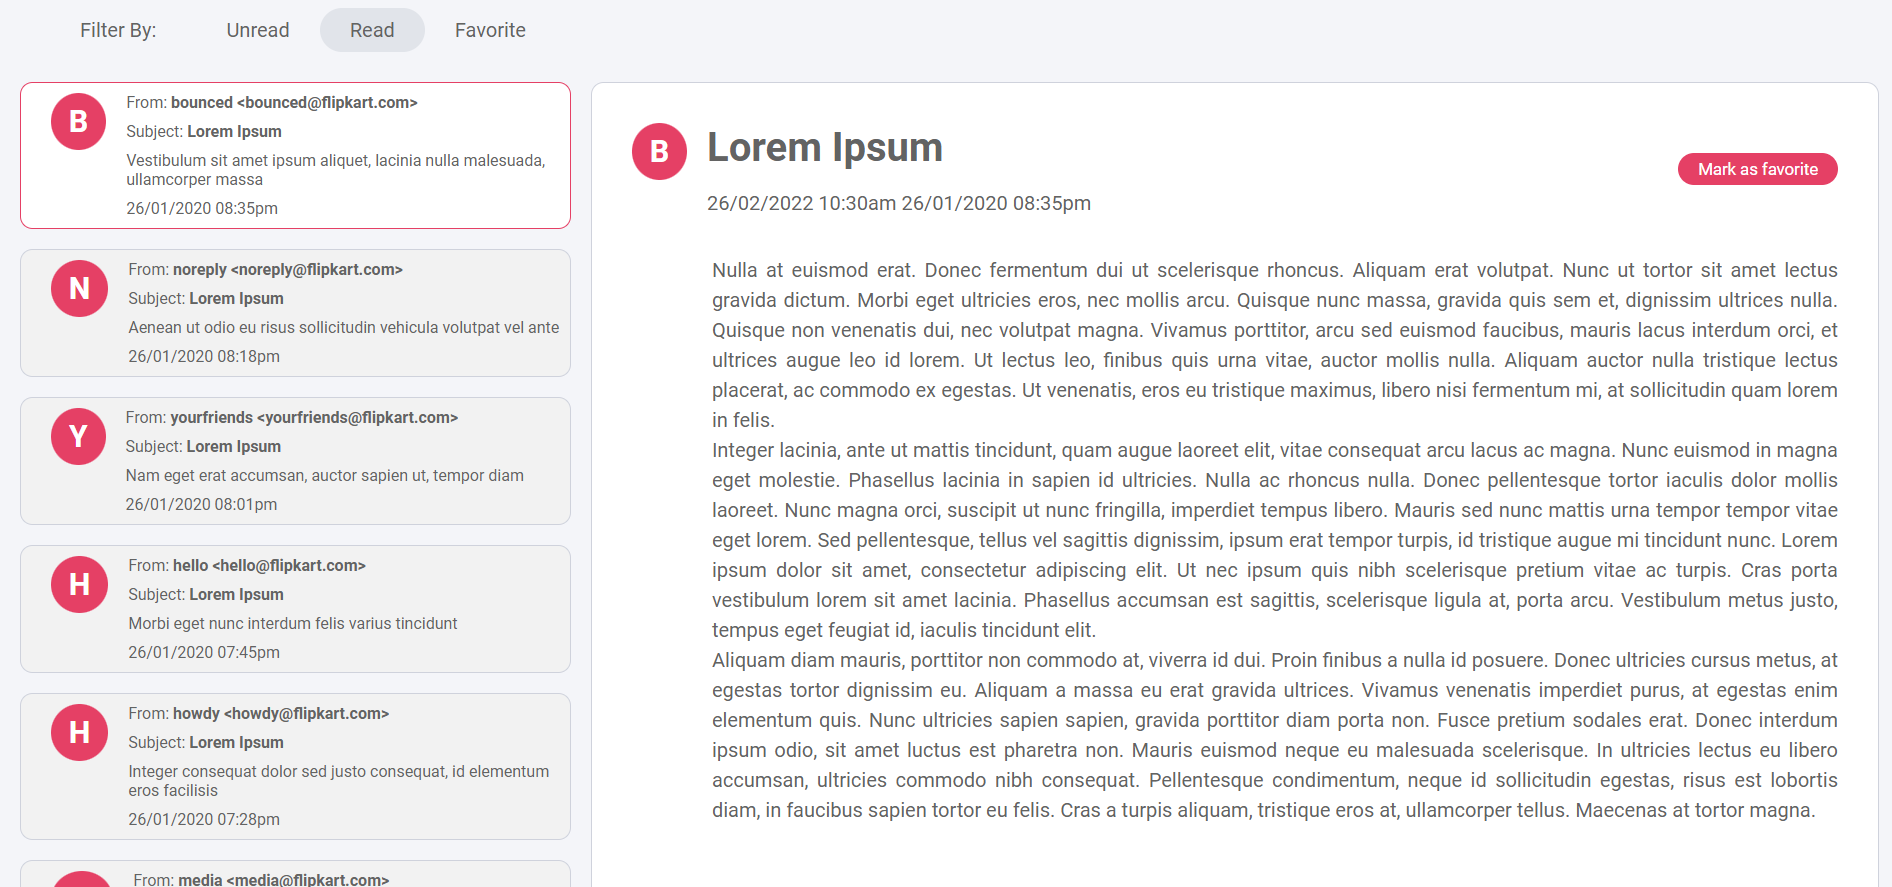 Filter By: Unread Read Favorite
B
From: bounced <bounced@flipkart.com>
Subject: Lorem Ipsum
Vestibulum sit amet ipsum aliquet, lacinia nulla malesuada,
ullamcorper massa
26/01/2020 08:35pm
N
From: noreply <noreply@flipkart.com>
Subject: Lorem Ipsum
Aenean ut odio eu risus sollicitudin vehicula volutpat vel ante
26/01/2020 08:18pm
Y
From: yourfriends <yourfriends@flipkart.com>
Subject: Lorem Ipsum
Nam eget erat accumsan, auctor sapien ut, tempor diam
26/01/2020 08:01pm
H
From: hello <hello@flipkart.com>
Subject: Lorem Ipsum
Morbi eget nunc interdum felis varius tincidunt
26/01/2020 07:45pm
H
From: howdy <howdy@flipkart.com>
Subject: Lorem Ipsum
Integer consequat dolor sed justo consequat, id elementum
eros facilisis
26/01/2020 07:28pm
From: media <media@flipkart.com>
B
Lorem Ipsum
Mark as favorite
26/02/2022 10:30am 26/01/2020 08:35pm
Nulla at euismod erat. Donec fermentum dui ut scelerisque rhoncus. Aliquam erat volutpat. Nunc ut tortor sit amet lectus
gravida dictum. Morbi eget ultricies eros, nec mollis arcu. Quisque nunc massa, gravida quis sem et, dignissim ultrices nulla.
Quisque non venenatis dui, nec volutpat magna. Vivamus porttitor, arcu sed euismod faucibus, mauris lacus interdum orci, et
ultrices augue leo id lorem. Ut lectus leo, finibus quis urna vitae, auctor mollis nulla. Aliquam auctor nulla tristique lectus
placerat, ac commodo ex egestas. Ut venenatis, eros eu tristique maximus, libero nisi fermentum mi, at sollicitudin quam lorem
in felis.
Integer lacinia, ante ut mattis tincidunt, quam augue laoreet elit, vitae consequat arcu lacus ac magna. Nunc euismod in magna
eget molestie. Phasellus lacinia in sapien id ultricies. Nulla ac rhoncus nulla. Donec pellentesque tortor iaculis dolor mollis
laoreet. Nunc magna orci, suscipit ut nunc fringilla, imperdiet tempus libero. Mauris sed nunc mattis urna tempor tempor vitae
eget lorem. Sed pellentesque, tellus vel sagittis dignissim, ipsum erat tempor turpis, id tristique augue mi tincidunt nunc. Lorem
ipsum dolor sit amet, consectetur adipiscing elit. Ut nec ipsum quis nibh scelerisque pretium vitae ac turpis. Cras porta
vestibulum lorem sit amet lacinia. Phasellus accumsan est sagittis, scelerisque ligula at, porta arcu. Vestibulum metus justo,
tempus eget feugiat id, iaculis tincidunt elit.
Aliquam diam mauris, porttitor non commodo at, viverra id dui. Proin finibus a nulla id posuere. Donec ultricies cursus metus, at
egestas tortor dignissim eu. Aliquam a massa eu erat gravida ultrices. Vivamus venenatis imperdiet purus, at egestas enim
elementum quis. Nunc ultricies sapien sapien, gravida porttitor diam porta non. Fusce pretium sodales erat. Donec interdum
ipsum odio, sit amet luctus est pharetra non. Mauris euismod neque eu malesuada scelerisque. In ultricies lectus eu libero
accumsan, ultricies commodo nibh consequat. Pellentesque condimentum, neque id sollicitudin egestas, risus est lobortis
diam, in faucibus sapien tortor eu felis. Cras a turpis aliquam, tristique eros at, ullamcorper tellus. Maecenas at tortor magna.